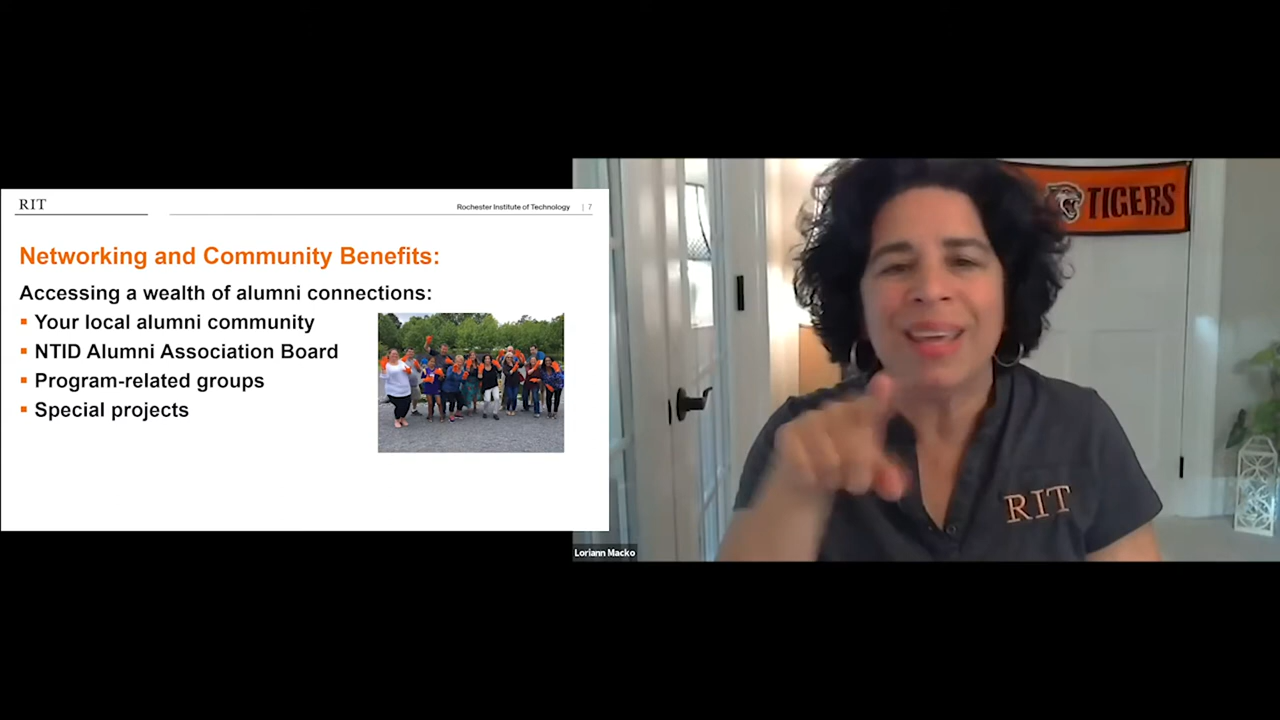 RIT
Rochester Institute of Technology | 7
Networking and Community Benefits:
Accessing a wealth of alumni connections:
▪ Your local alumni community
▪ NTID Alumni Association Board
▪ Program-related groups
▪ Special projects
TIGERS
RIT
Loriann Macko